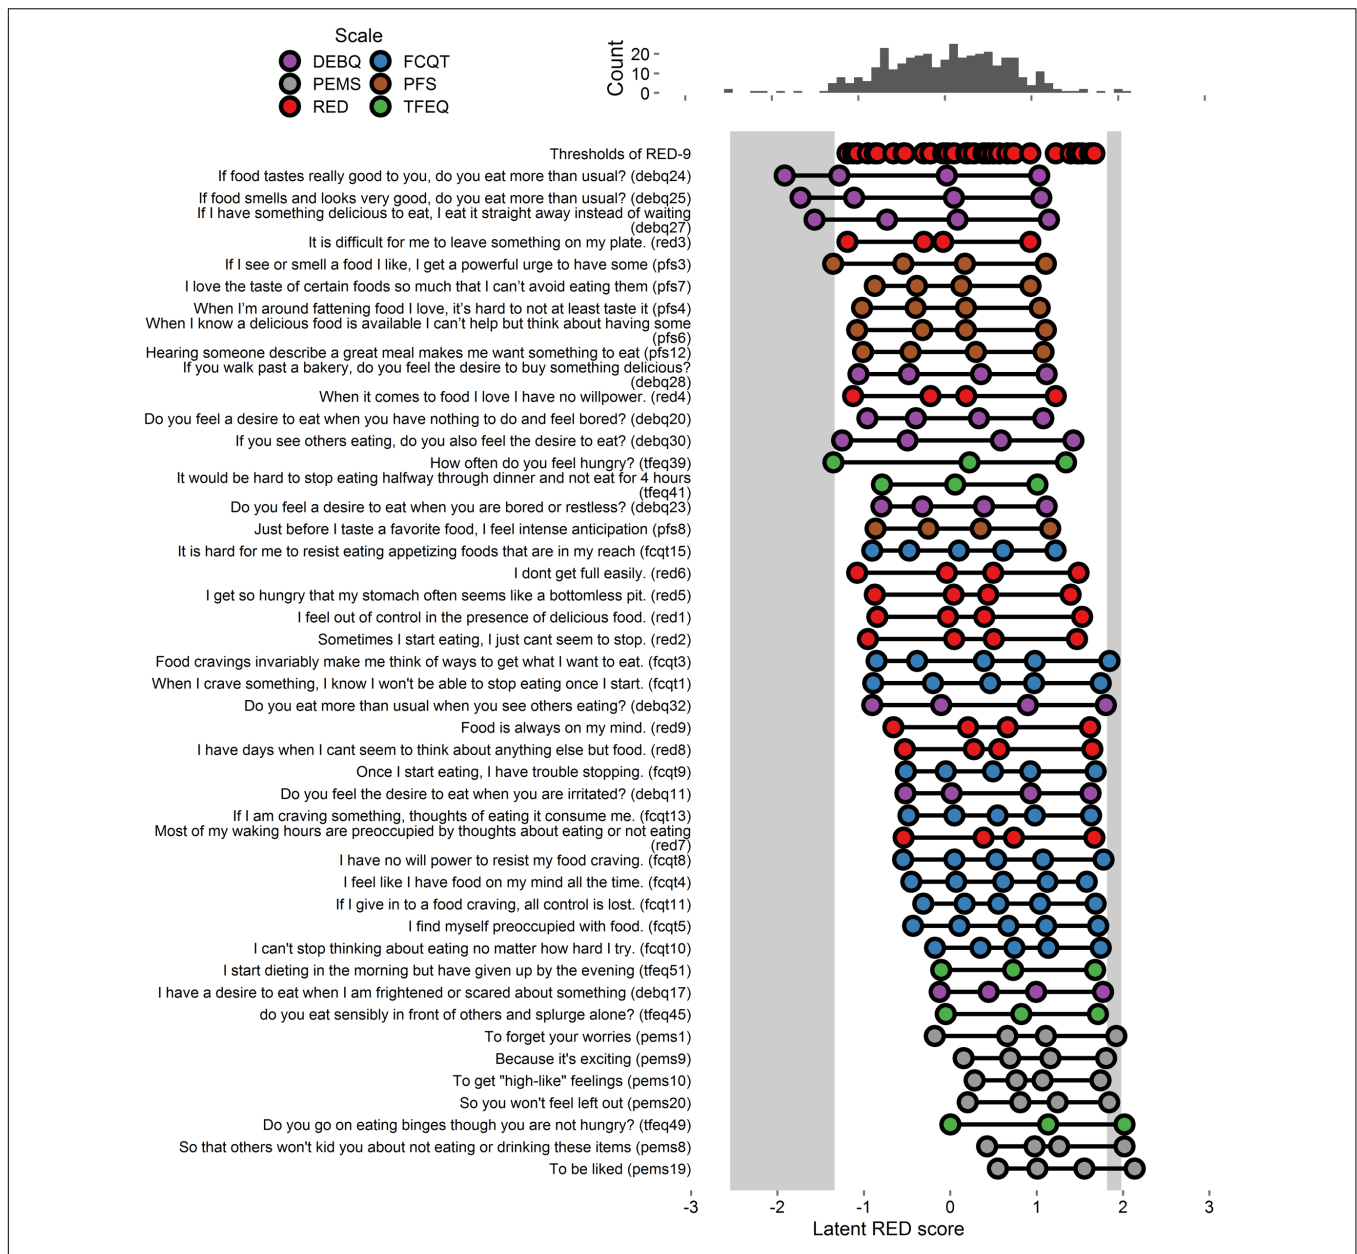 Scale
DEBQ FCQT
PEMS PFS
RED TFEQ
Count
20
10
0
Thresholds of RED-9
If food tastes really good to you, do you eat more than usual? (debq24)
If food smells and looks very good, do you eat more than usual? (debq25)
If I have something delicious to eat, I eat it straight away instead of waiting
(debq27)
It is difficult for me to leave something on my plate. (red3)
If I see or smell a food I like, I get a powerful urge to have some (pfs3)
I love the taste of certain foods so much that I can't avoid eating them (pfs7)
When I'm around fattening food I love, it's hard to not at least taste it (pfs4)
When I know a delicious food is available I can't help but think about having some
(pfs6)
Hearing someone describe a great meal makes me want something to eat (pfs12)
If you walk past a bakery, do you feel the desire to buy something delicious?
(debq28)
When it comes to food I love I have no willpower. (red4)
Do you feel a desire to eat when you have nothing to do and feel bored? (debq20)
If you see others eating, do you also feel the desire to eat? (debq30)
How often do you feel hungry? (tfeq39)
It would be hard to stop eating halfway through dinner and not eat for 4 hours
(tfeq41)
Do you feel a desire to eat when you are bored or restless? (debq23)
Just before I taste a favorite food, I feel intense anticipation (pfs8)
It is hard for me to resist eating appetizing foods that are in my reach (fcqt15)
I dont get full easily. (red6)
I get so hungry that my stomach often seems like a bottomless pit. (red5)
I feel out of control in the presence of delicious food. (red1)
Sometimes I start eating, I just cant seem to stop. (red2)
Food cravings invariably make me think of ways to get what I want to eat. (fcqt3)
When I crave something, I know I won't be able to stop eating once I start. (fcqt1)
Do you eat more than usual when you see others eating? (debq32)
Food is always on my mind. (red9)
I have days when I cant seem to think about anything else but food. (red8)
Once I start eating, I have trouble stopping. (fcqt9)
Do you feel the desire to eat when you are irritated? (debq11)
If I am craving something, thoughts of eating it consume me. (fcqt13)
Most of my waking hours are preoccupied by thoughts about eating or not eating
(red7)
I have no will power to resist my food craving. (fcqt8)
I feel like I have food on my mind all the time. (fcqt4)
If I give in to a food craving, all control is lost. (fcqt11)
I find myself preoccupied with food. (fcqt5)
I can't stop thinking about eating no matter how hard I try. (fcqt10)
I start dieting in the morning but have given up by the evening (tfeq51)
I have a desire to eat when I am frightened or scared about something (debq17)
do you eat sensibly in front of others and splurge alone? (tfeq45)
To forget your worries (pems1)
Because it's exciting (pems9)
To get "high-like" feelings (pems10)
So you won't feel left out (pems20)
Do you go on eating binges though you are not hungry? (tfeq49)
So that others won't kid you about not eating or drinking these items (pems8)
To be liked (pems19)
-3 -2 -1 0 1 2 3
Latent RED score